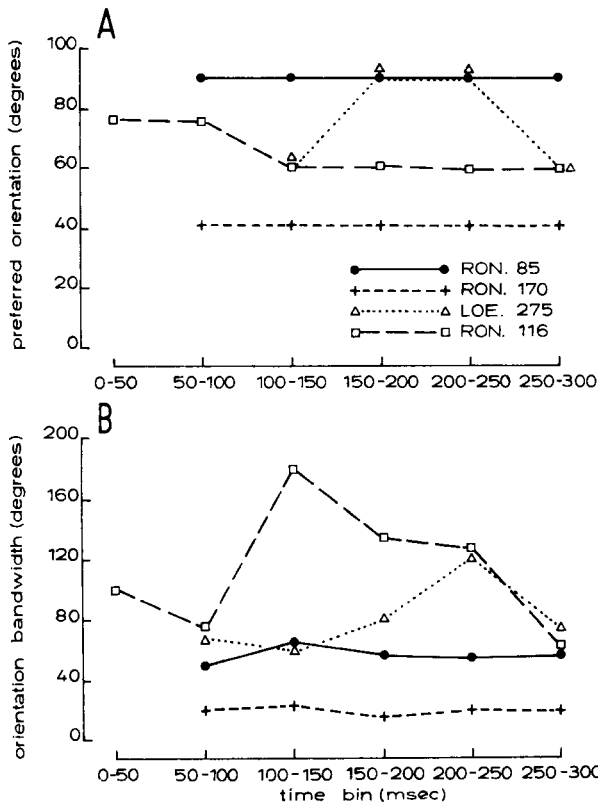 A
preferred orientation (degrees)
100
80
60
40
20
0
RON. 85
RON. 170
LOE. 275
RON. 116
0-50 50-100 100-150 150-200 200-250 250-300
B
orientation bandwidth (degrees)
200
160
120
80
40
0
0-50 50-100 100-150 150-200 200-250 250-300
time bin (msec)